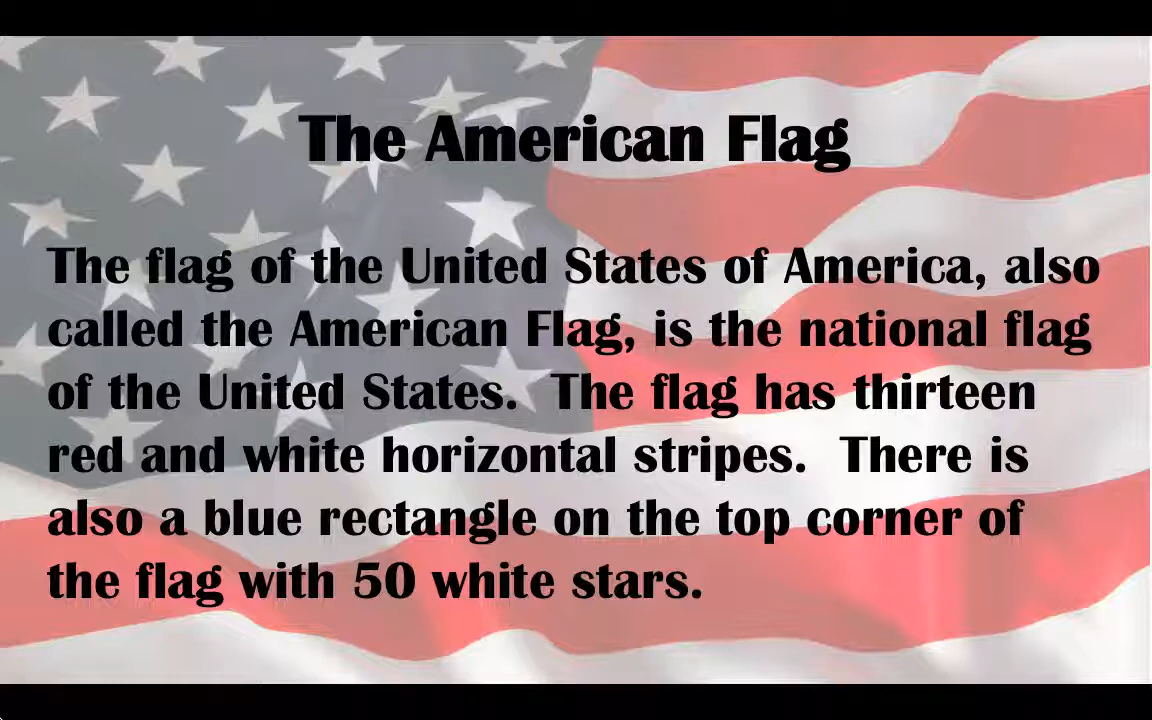 The American Flag
The flag of the United States of America, also
called the American Flag, is the national flag
of the United States.  The flag has thirteen
red and white horizontal stripes.  There is
also a blue rectangle on the top corner of
the flag with 50 white stars.